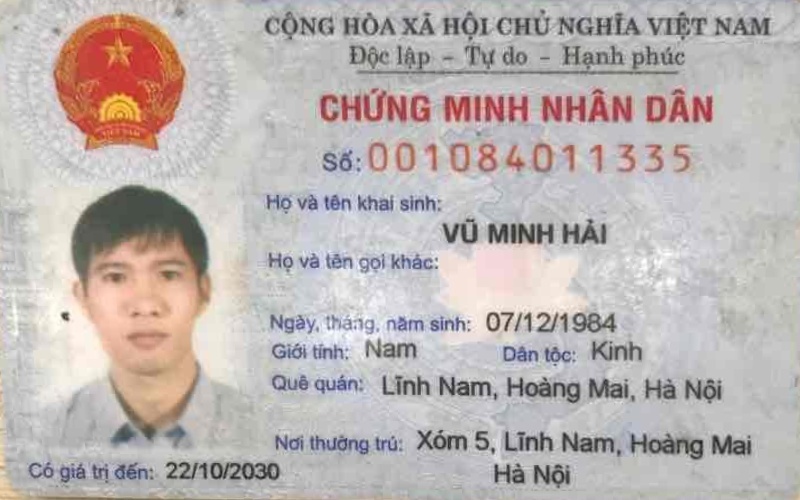 CỘNG HÒA XÃ HỘI CHỦ NGHĨA VIỆT NAM
Độc lập - Tự do - Hạnh phúc
CHỨNG MINH NHÂN DÂN
Số: 001084011335
Họ và tên khai sinh:
VŨ MINH HẢI
Họ và tên gọi khác:
Ngày, tháng, năm sinh: 07/12/1984
Giới tính: Nam Dân tộc: Kinh
Quê quán: Lĩnh Nam, Hoàng Mai, Hà Nội
Nơi thường trú: Xóm 5, Lĩnh Nam, Hoàng Mai
Hà Nội
Có giá trị đến: 22/10/2030
VIỆT NAM